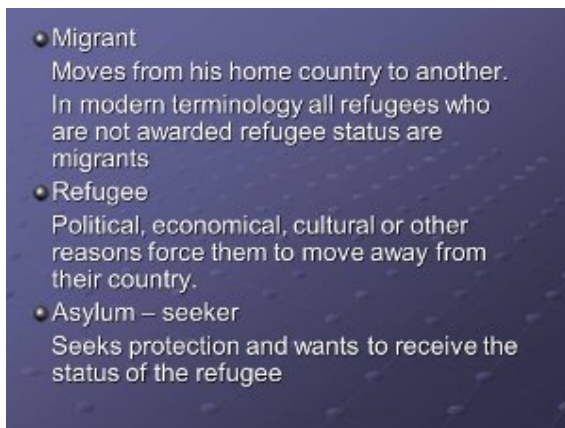 Migrant
Moves from his home country to another.
In modern terminology all refugees who
are not awarded refugee status are
migrants
Refugee
Political, economical, cultural or other
reasons force them to move away from
their country.
Asylum – seeker
Seeks protection and wants to receive the
status of the refugee